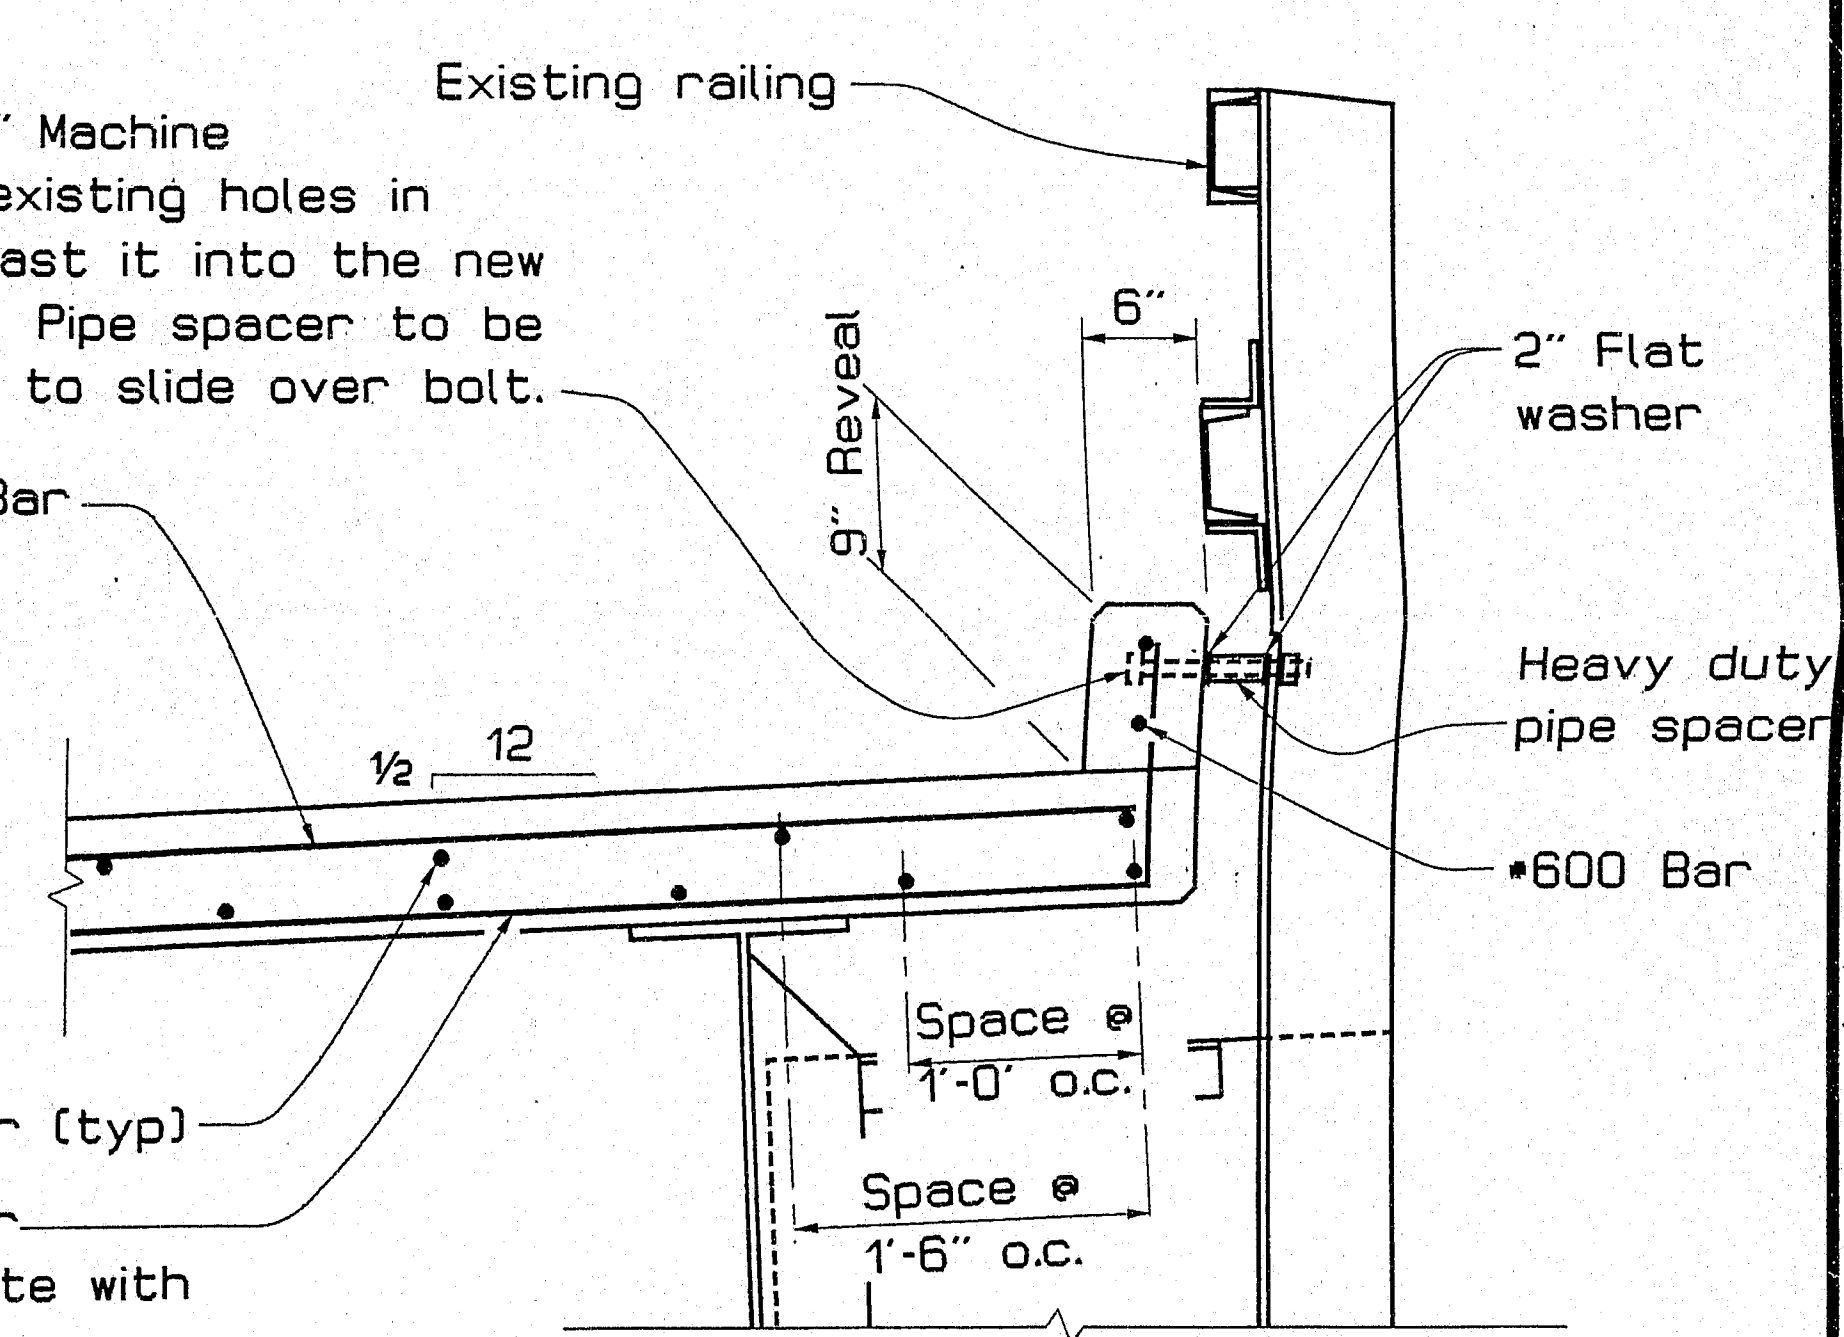 Existing railing
" Machine
existing holes in
ast it into the new
Pipe spacer to be
to slide over bolt.
6"
9" Reveal
2" Flat
washer
Bar
Heavy duty
pipe spacer
1/2 12
#600 Bar
Space @
1'-0' o.c.
r (typ)
Space @
1'-6" o.c.
r
te with